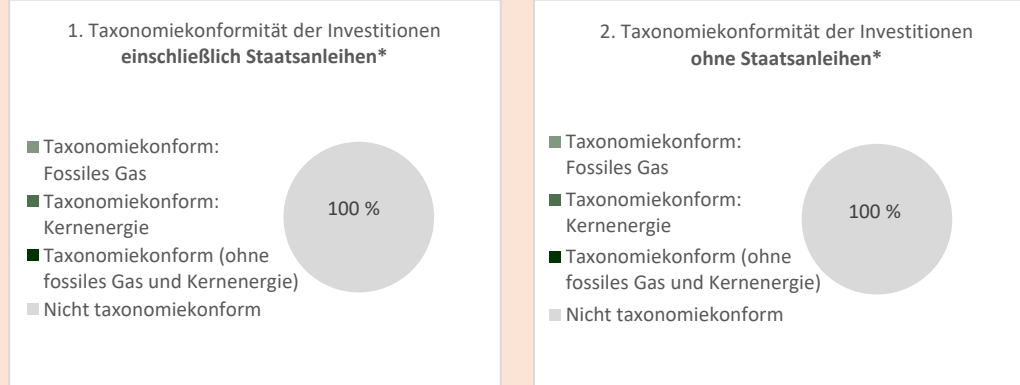 1. Taxonomiekonformität der Investitionen
einschließlich Staatsanleihen*
Taxonomiekonform:
Fossiles Gas
Taxonomiekonform:
Kernenergie
Taxonomiekonform (ohne
fossiles Gas und Kernenergie)
Nicht taxonomiekonform
100 %
2. Taxonomiekonformität der Investitionen
ohne Staatsanleihen*
Taxonomiekonform:
Fossiles Gas
Taxonomiekonform:
Kernenergie
Taxonomiekonform (ohne
fossiles Gas und Kernenergie)
Nicht taxonomiekonform
100 %